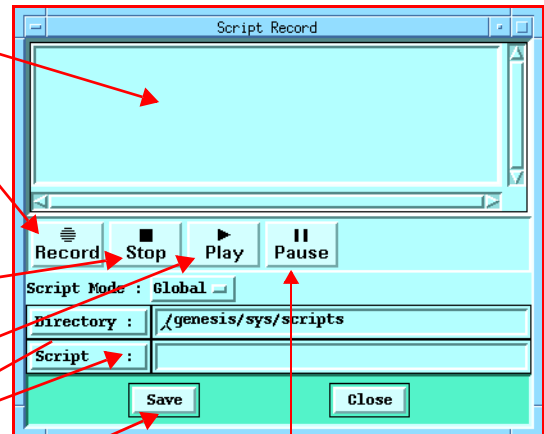 Script Record
Record Stop Play Pause
Script Mode : Global
Directory : /genesis/sys/scripts
Script :
Save Close